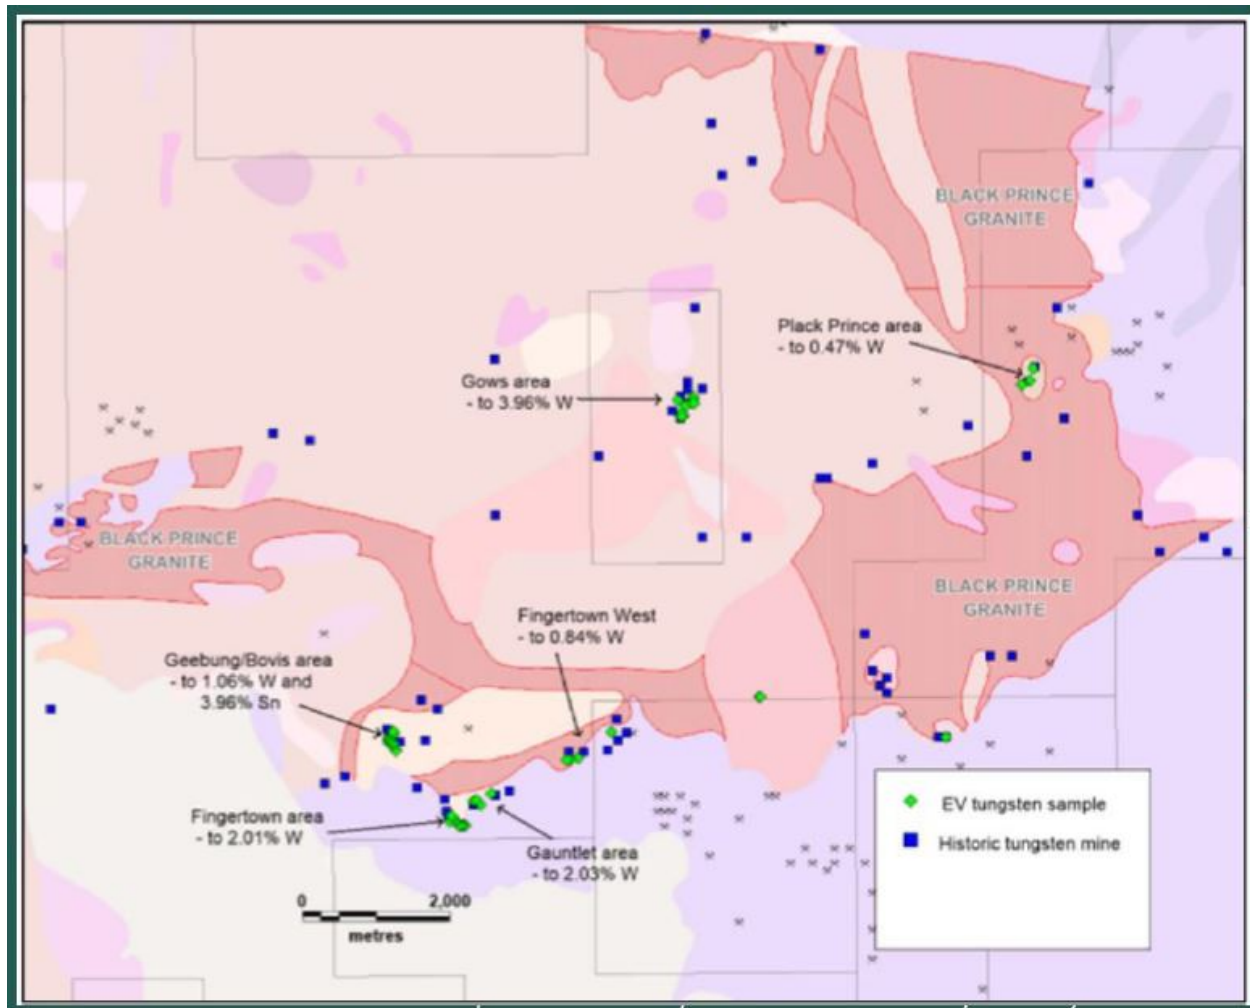 BLACK PRINCE
GRANITE
Plack Prince area
- to 0.47% W
Gows area
- to 3.96% W
BLACK PRINCE
GRANITE
BLACK PRINCE
GRANITE
Fingertown West
- to 0.84% W
Geebung/Bovis area
- to 1.06% W and
3.96% Sn
Fingertown area
- to 2.01% W
Gauntlet area
- to 2.03% W
EV tungsten sample
Historic tungsten mine
0 2,000
metres